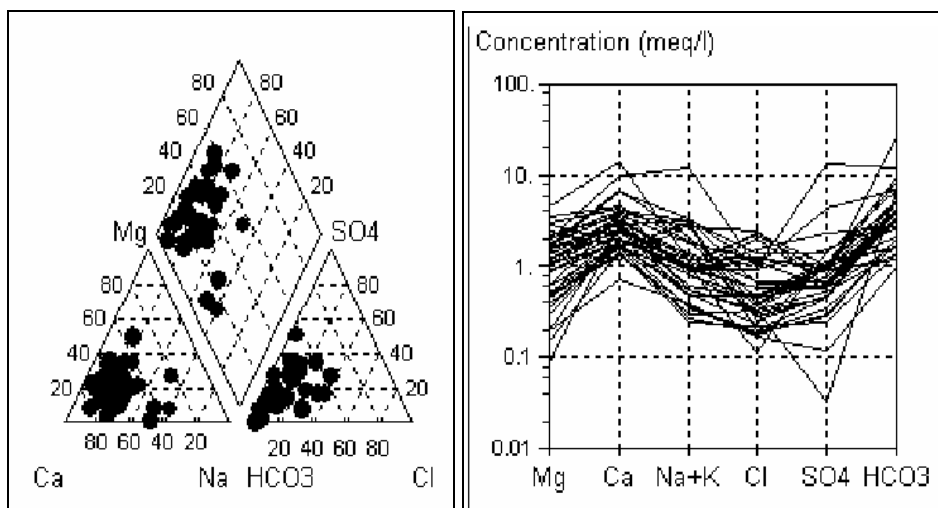 80 80
60 60
40 40
20 20
Mg SO4
80 80
60 60
40 40
20 20
80 60 40 20 20 40 60 80
Ca Na HCO3 Cl
Concentration (meq/l)
100.
10.
1.
0.1
0.01
Mg Ca Na+K Cl SO4 HCO3